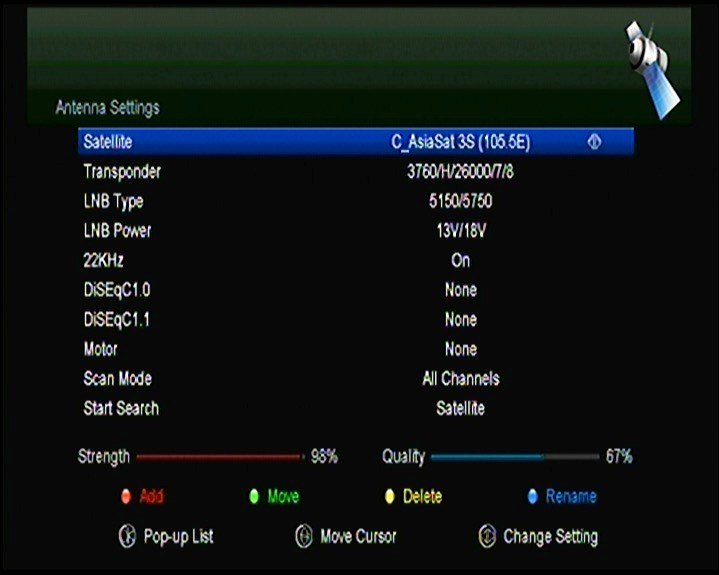 Antenna Settings
Satellite C_AsiaSat 3S (105.5E)
Transponder 3760/H/26000/7/8
LNB Type 5150/5750
LNB Power 13V/18V
22KHz On
DiSEqC1.0 None
DiSEqC1.1 None
Motor None
Scan Mode All Channels
Start Search Satellite
Strength 98% Quality 67%
Add Move Delete Rename
Pop-up List Move Cursor Change Setting